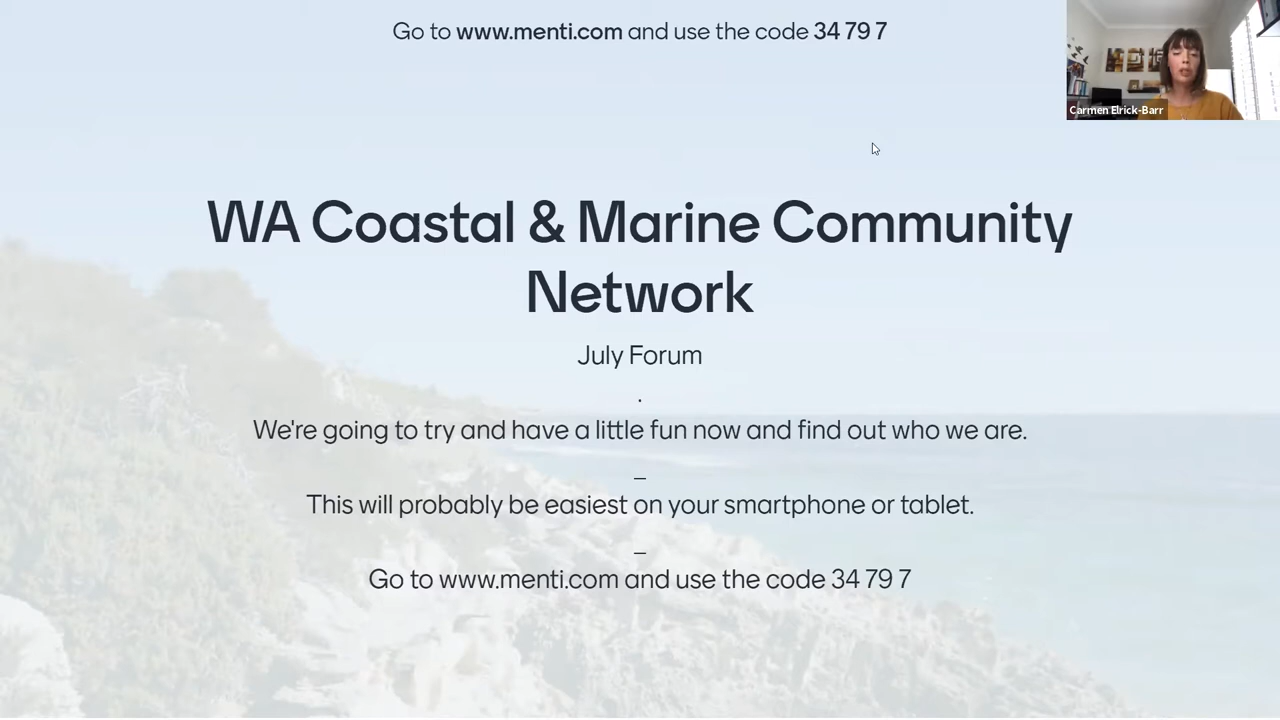 Go to www.menti.com and use the code 34 79 7
Carmen Elrick-Barr
WA Coastal & Marine Community
Network
July Forum
.
We're going to try and have a little fun now and find out who we are.
_
This will probably be easiest on your smartphone or tablet.
_
Go to www.menti.com and use the code 34 79 7